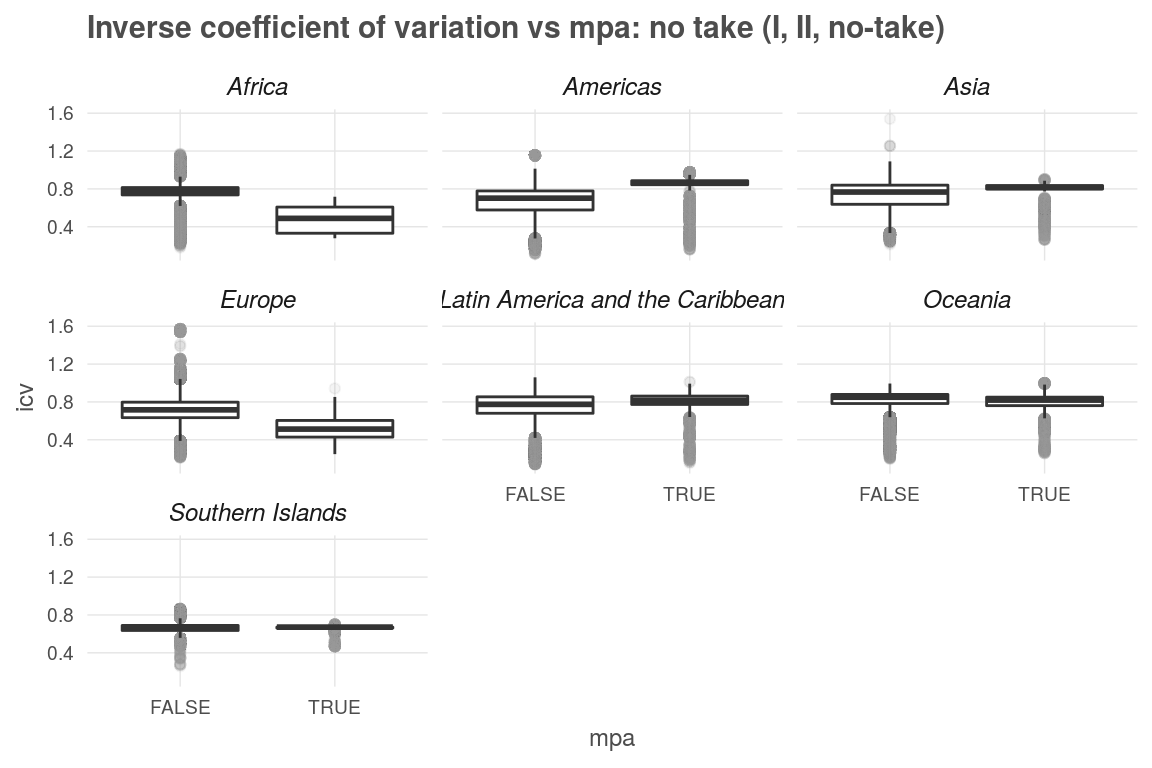 Inverse coefficient of variation vs mpa: no take (I, II, no-take)
Africa
Americas
Asia
1.6
1.2
0.8
0.4
Europe
Latin America and the Caribbean
Oceania
1.6
1.2
0.8
0.4
icv
FALSE
TRUE
FALSE
TRUE
Southern Islands
1.6
1.2
0.8
0.4
FALSE
TRUE
mpa